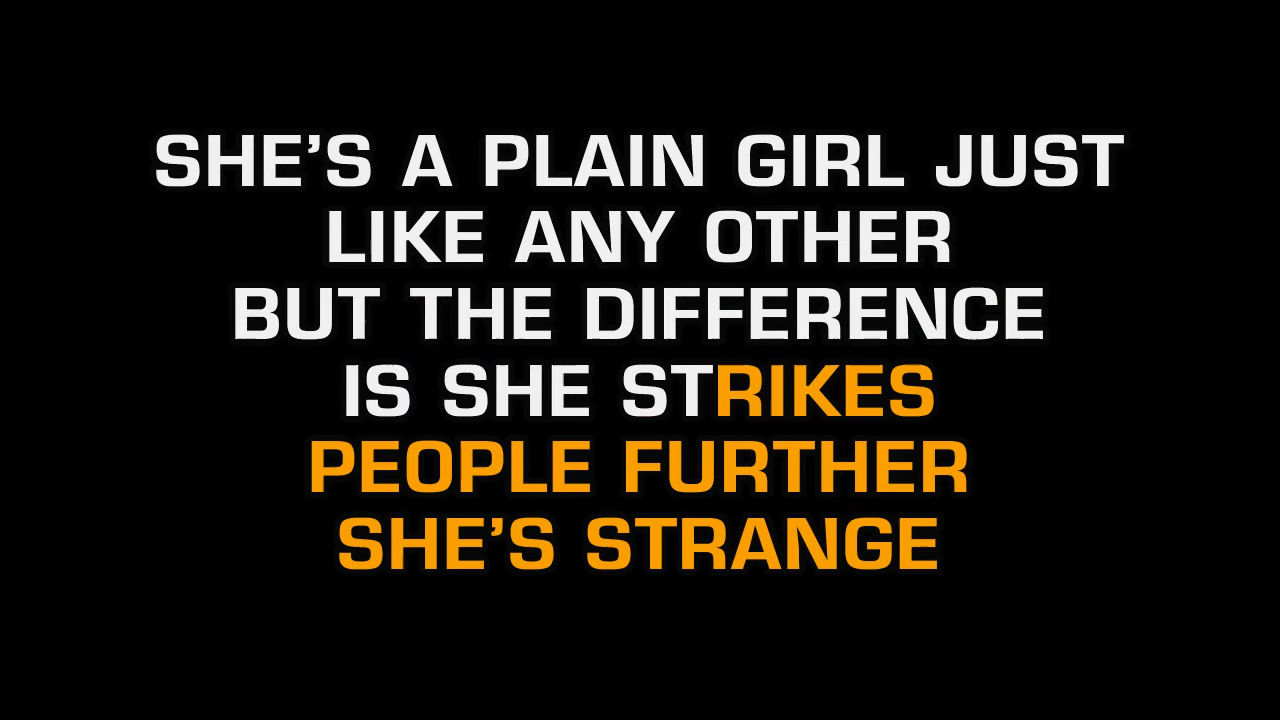 SHE’S A PLAIN GIRL JUST
LIKE ANY OTHER
BUT THE DIFFERENCE
IS SHE STRIKES
PEOPLE FURTHER
SHE’S STRANGE